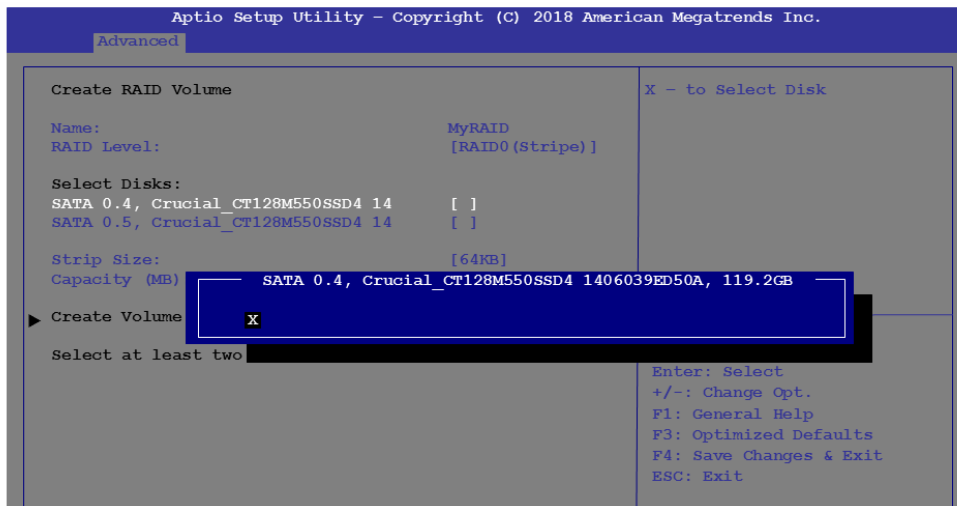 Aptio Setup Utility – Copyright (C) 2018 American Megatrends Inc.
Advanced
Create RAID Volume
X – to Select Disk
Name: MyRAID
RAID Level: [RAID0(Stripe)]
Select Disks:
SATA 0.4, Crucial_CT128M550SSD4 14 [ ]
SATA 0.5, Crucial_CT128M550SSD4 14 [ ]
Strip Size: [64KB]
Capacity (MB)
SATA 0.4, Crucial_CT128M550SSD4 1406039ED50A, 119.2GB
X
Create Volume
Select at least two
Enter: Select
+/-: Change Opt.
F1: General Help
F3: Optimized Defaults
F4: Save Changes & Exit
ESC: Exit